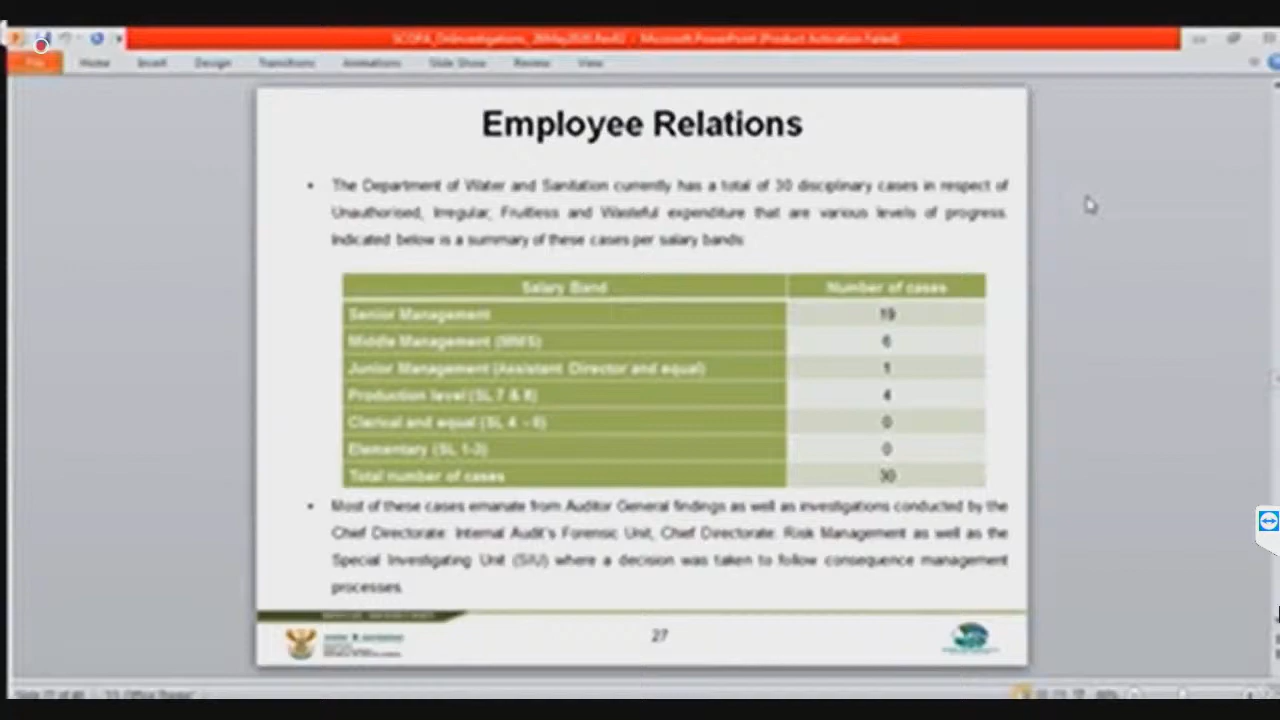 Microsoft PowerPoint (Product Activation Failed)
File Home Insert Design Transitions Animations Slide Show Review View
Employee Relations
• The Department of Water and Sanitation currently has a total of 30 disciplinary cases in respect of
Unauthorised, Irregular, Fruitless and Wasteful expenditure that are various levels of progress.
Indicated below is a summary of these cases per salary bands
Salary Band Number of cases
Senior Management 19
Middle Management (MMS) 6
Junior Management (Assistant Director and equal) 1
Production level (SL 7 & 8) 4
Clerical and equal (SL 4 - 6) 0
Elementary (SL 1-3) 0
Total number of cases 30
• Most of these cases emanate from Auditor General findings as well as investigations conducted by the
Chief Directorate: Internal Audit's Forensic Unit, Chief Directorate: Risk Management as well as the
Special Investigating Unit (SIU) where a decision was taken to follow consequence management
processes.
27